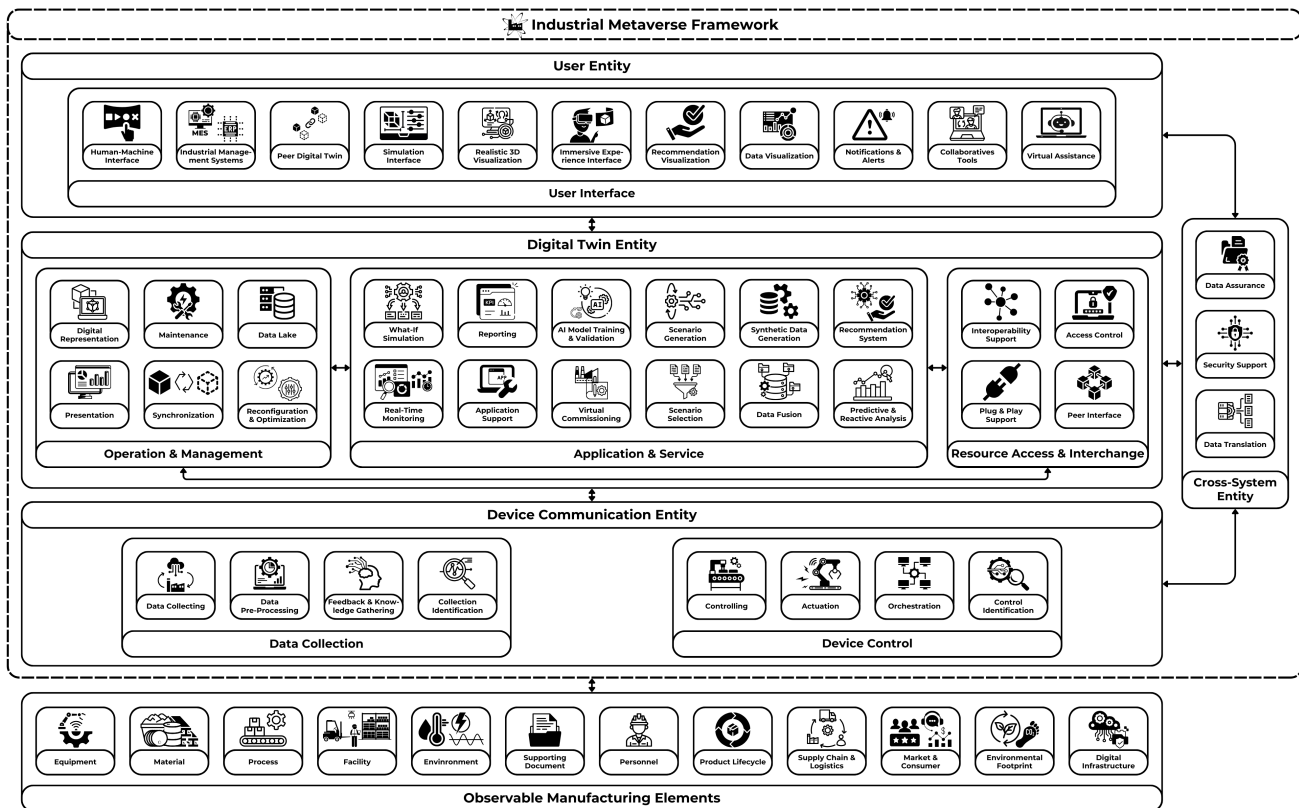 Industrial Metaverse Framework
User Entity
MES
ERP
Human-Machine
Interface
Industrial Manage-
ment Systems
Peer Digital Twin
Simulation
Interface
Realistic 3D
Visualization
Immersive Expe-
rience Interface
Recommendation
Visualization
Data Visualization
Notifications &
Alerts
Collaboratives
Tools
Virtual Assistance
User Interface
Digital Twin Entity
Digital
Representation
Maintenance
Data Lake
Presentation
Synchronization
Reconfiguration
& Optimization
Operation & Management
KPI
AI
What-If
Simulation
Reporting
AI Model Training
& Validation
Scenario
Generation
Synthetic Data
Generation
Recommendation
System
APP
Real-Time
Monitoring
Application
Support
Virtual
Commissioning
Scenario
Selection
Data Fusion
Predictive &
Reactive Analysis
Application & Service
Interoperability
Support
Access Control
Plug & Play
Support
Peer Interface
Resource Access & Interchange
Data Assurance
Security Support
Data Translation
Cross-System
Entity
Device Communication Entity
Data Collecting
Data
Pre-Processing
Feedback & Know-
ledge Gathering
Collection
Identification
Data Collection
Controlling
Actuation
Orchestration
Control
Identification
Device Control
Equipment
Material
Process
Facility
Envinronment
Supporting
Document
Personnel
Product Lifecycle
Supply Chain &
Logistics
Market &
Consumer
Environmental
Footprint
Digital
Infrastructure
Observable Manufacturing Elements